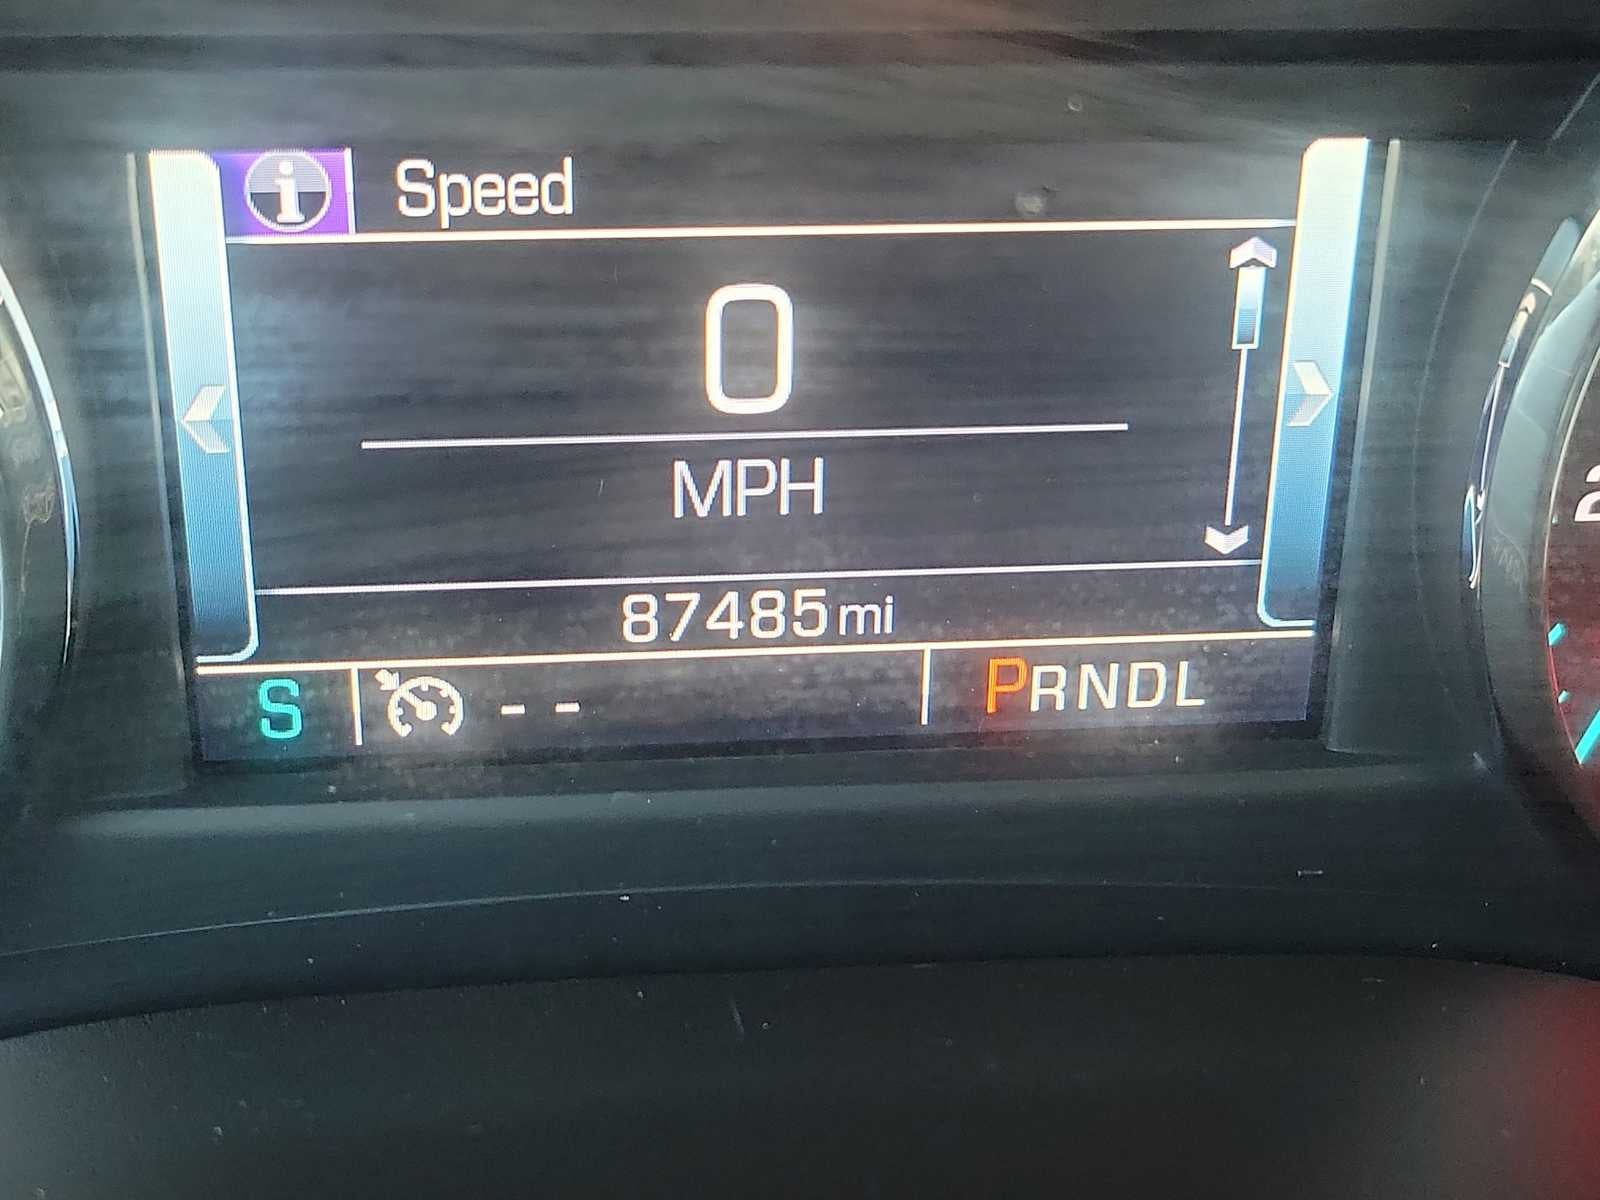 i Speed
0
MPH
87485 mi
S -- PRNDL